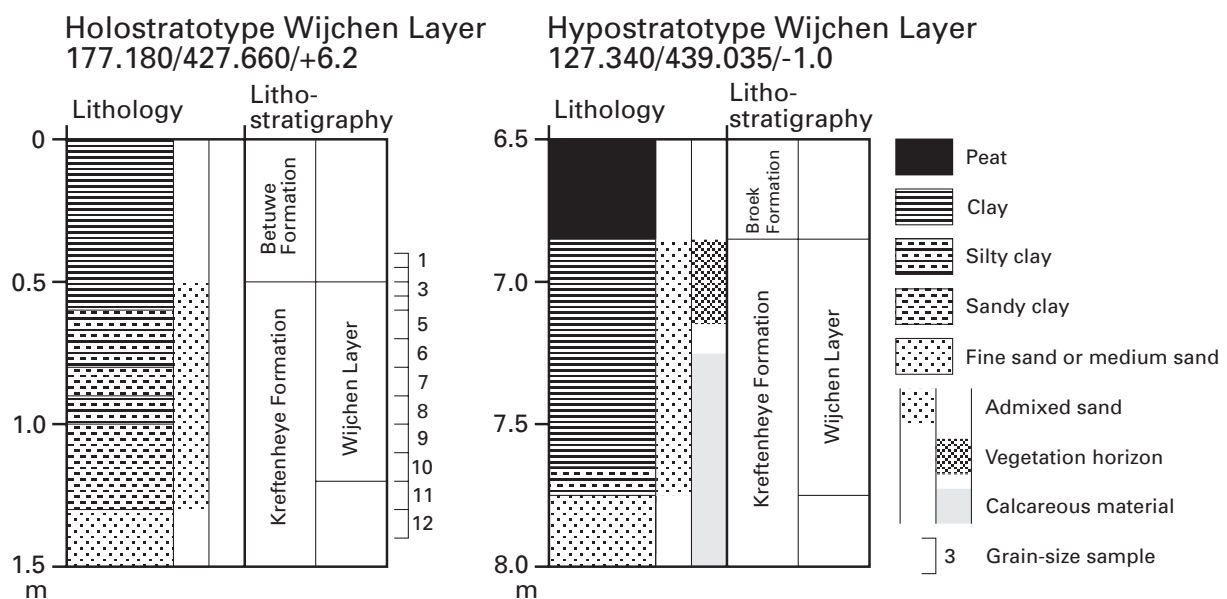 Holostratotype Wijchen Layer
177.180/427.660/+6.2
Lithology
Litho-
stratigraphy
0
0.5
1.0
1.5
m
Betuwe
Formation
Kreftenheye Formation
Wijchen Layer
1
3
5
6
7
8
9
10
11
12
Hypostratotype Wijchen Layer
127.340/439.035/-1.0
Lithology
Litho-
stratigraphy
6.5
7.0
7.5
8.0
m
Broek
Formation
Kreftenheye Formation
Wijchen Layer
Peat
Clay
Silty clay
Sandy clay
Fine sand or medium sand
Admixed sand
Vegetation horizon
Calcareous material
3 Grain-size sample